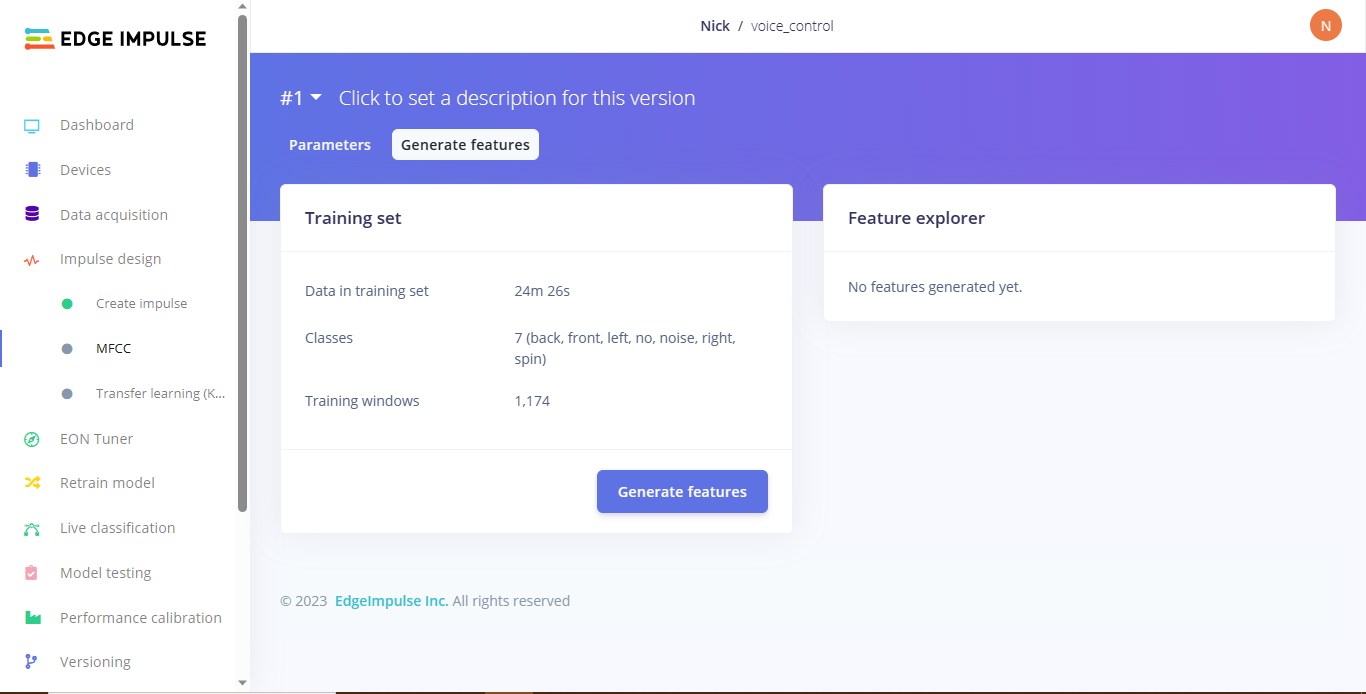 EDGE IMPULSE
Nick / voice_control
N
Dashboard
Devices
Data acquisition
Impulse design
Create impulse
MFCC
Transfer learning (K...
EON Tuner
Retrain model
Live classification
Model testing
Performance calibration
Versioning
#1 Click to set a description for this version
Parameters Generate features
Training set
Data in training set 24m 26s
Classes 7 (back, front, left, no, noise, right,
spin)
Training windows 1,174
Generate features
Feature explorer
No features generated yet.
© 2023 EdgeImpulse Inc. All rights reserved